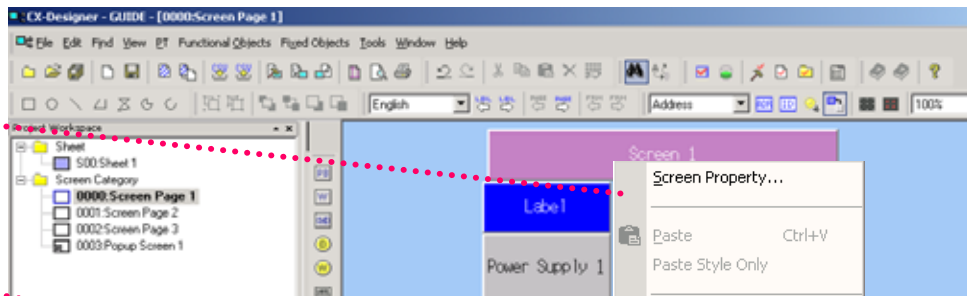 CX-Designer - GUIDE - [0000:Screen Page 1]
File Edit Find View PT Functional Objects Fixed Objects Tools Window Help
English Address 100%
Project Workspace
Sheet
S00:Sheet 1
Screen Category
0000:Screen Page 1
0001:Screen Page 2
0002:Screen Page 3
0003:Popup Screen 1
Screen 1
Label
Power Supply 1
Screen Property...
Paste Ctrl+V
Paste Style Only